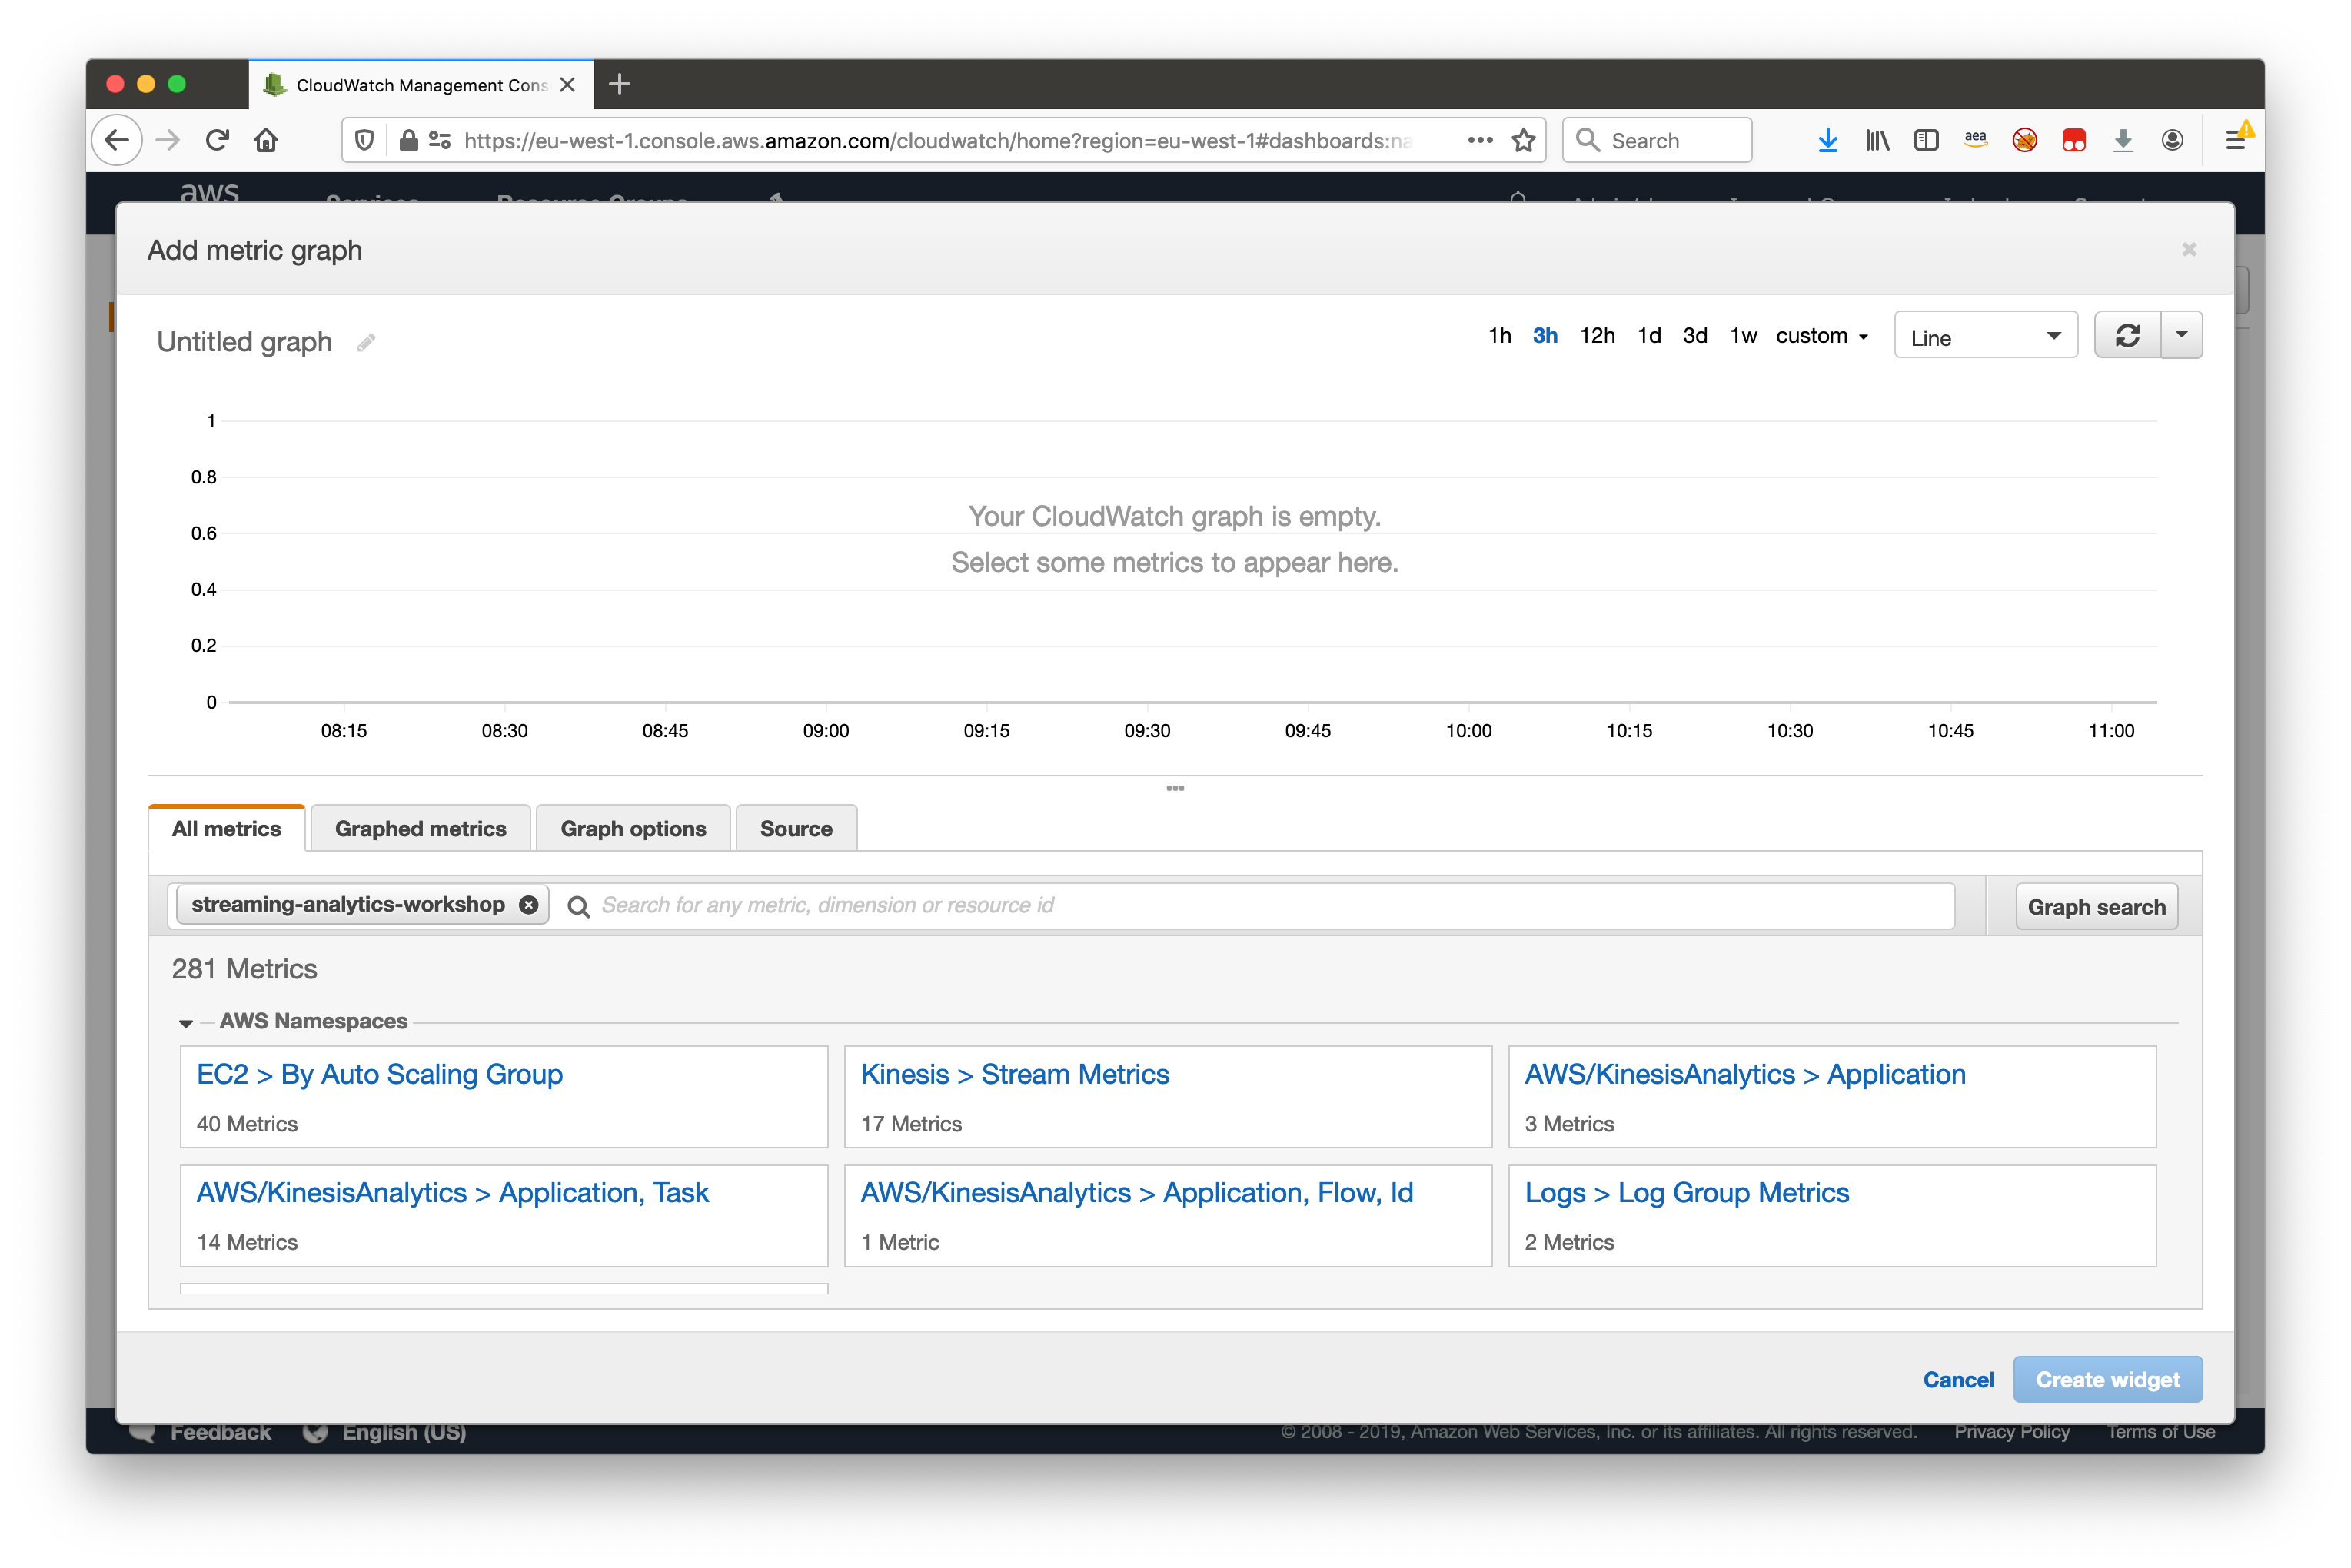 CloudWatch Management Cons
https://eu-west-1.console.aws.amazon.com/cloudwatch/home?region=eu-west-1#dashboards:na
Search
aea
aws Services Resource Groups
Add metric graph
Untitled graph
1h 3h 12h 1d 3d 1w custom
Line
1
0.8
0.6
0.4
0.2
0
Your CloudWatch graph is empty.
Select some metrics to appear here.
08:15 08:30 08:45 09:00 09:15 09:30 09:45 10:00 10:15 10:30 10:45 11:00
All metrics Graphed metrics Graph options Source
streaming-analytics-workshop Search for any metric, dimension or resource id Graph search
281 Metrics
AWS Namespaces
EC2 > By Auto Scaling Group
40 Metrics
Kinesis > Stream Metrics
17 Metrics
AWS/KinesisAnalytics > Application
3 Metrics
AWS/KinesisAnalytics > Application, Task
14 Metrics
AWS/KinesisAnalytics > Application, Flow, Id
1 Metric
Logs > Log Group Metrics
2 Metrics
Cancel Create widget
Feedback English (US) © 2008 - 2019, Amazon Web Services, Inc. or its affiliates. All rights reserved. Privacy Policy Terms of Use